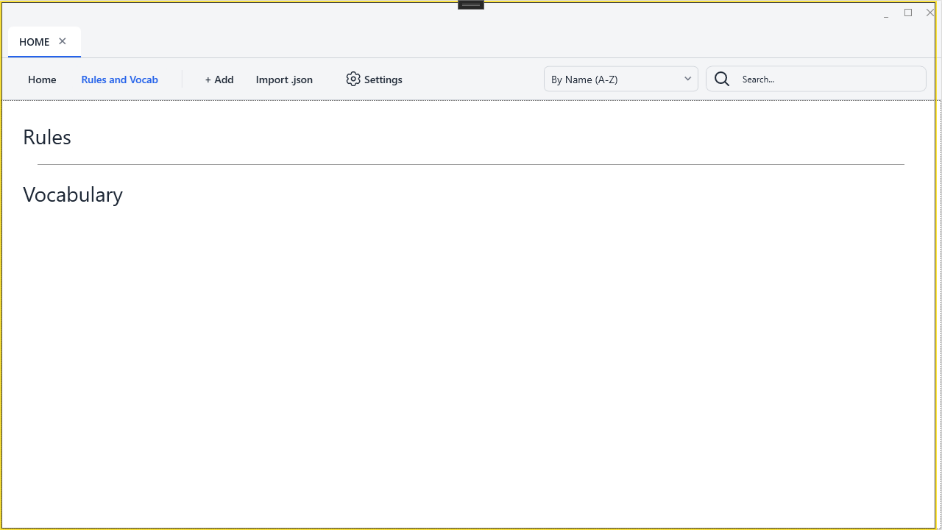 HOME
Home Rules and Vocab + Add Import .json Settings By Name (A-Z) Search...
Rules
Vocabulary